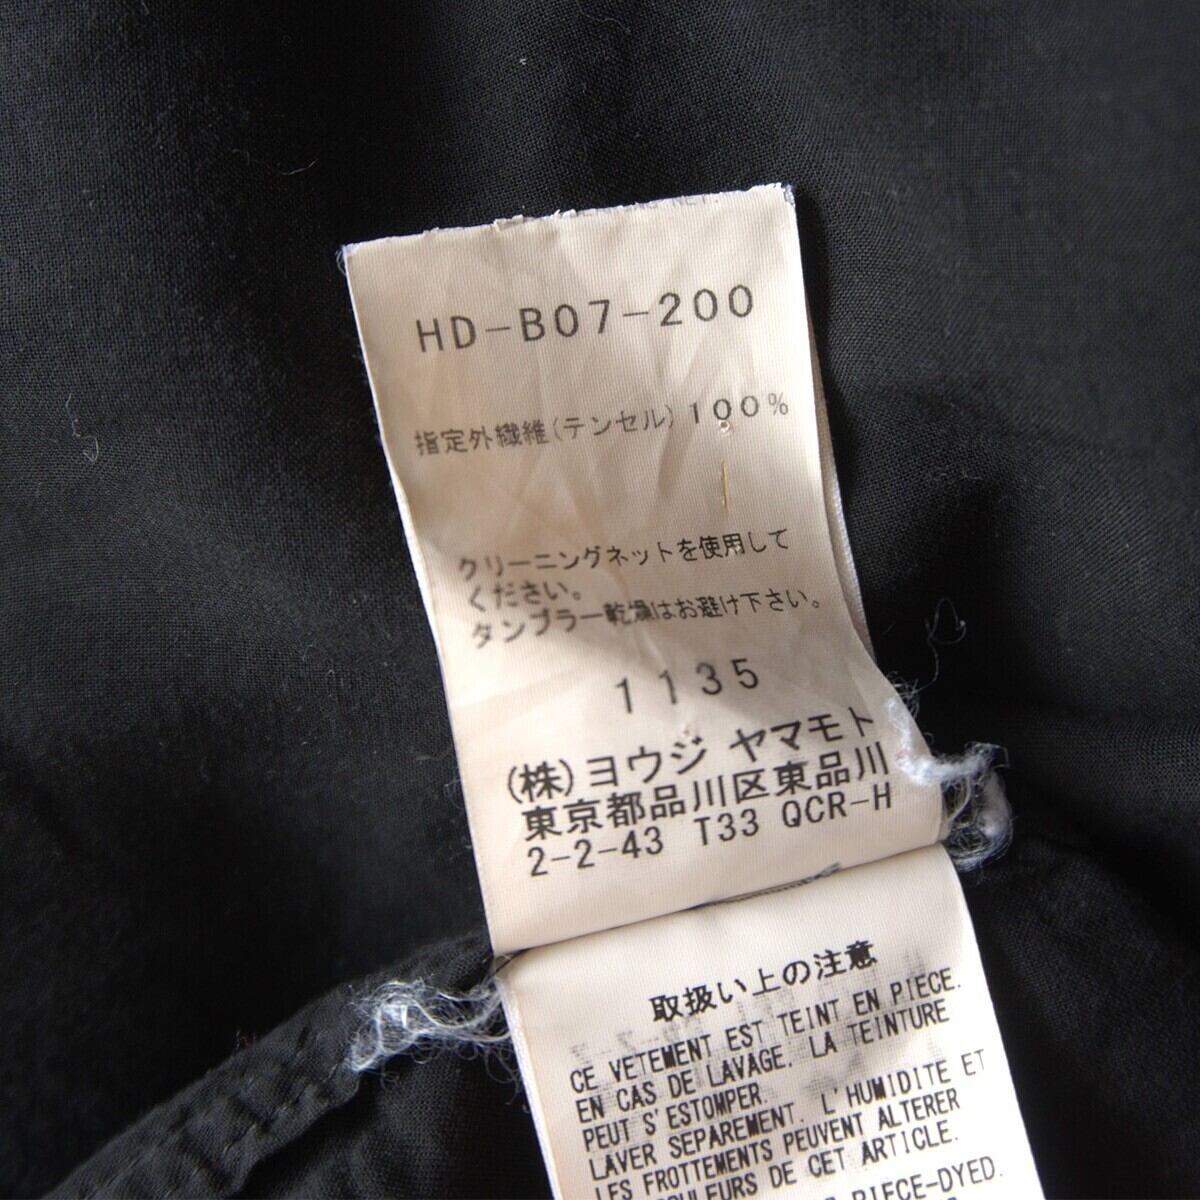 HD-B07-200
指定外繊維(テンセル)100%
クリーニングネットを使用して
ください。
タンブラー乾燥はお避け下さい。
1135
(株)ヨウジ ヤマモト
東京都品川区東品川
2-2-43 T33 QCR-H
取扱い上の注意
CE VETEMENT EST TEINT EN PIECE.
EN CAS DE LAVAGE. LA TEINTURE
PEUT S'ESTOMPER.
LAVER SEPAREMENT. L'HUMIDITE ET
LES FROTTEMENTS PEUVENT ALTERER
COULEURS DE CET ARTICLE.
PIECE-DYED.